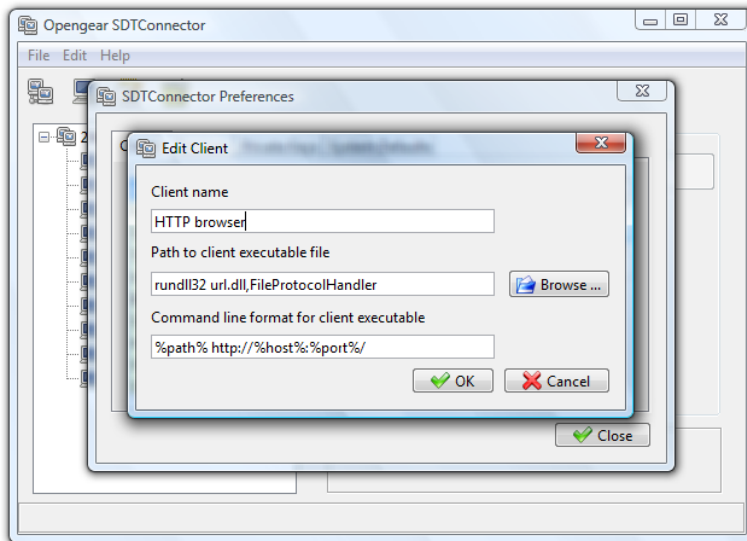 Opengear SDTConnector
File Edit Help
SDTConnector Preferences
2
Edit Client
Client name
HTTP browser
Path to client executable file
rundll32 url.dll,FileProtocolHandler
Browse ...
Command line format for client executable
%path% http://%host%:%port%/
OK
Cancel
Close